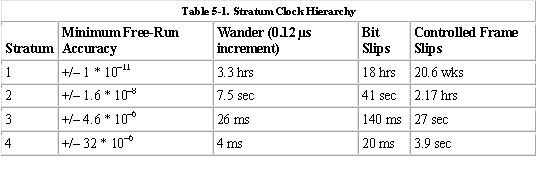 Table 5-1. Stratum Clock Hierarchy
Stratum Minimum Free-Run Accuracy Wander (0.12 µs increment) Bit Slips Controlled Frame Slips
1 +/– 1 * 10–11 3.3 hrs 18 hrs 20.6 wks
2 +/– 1.6 * 10–8 7.5 sec 41 sec 2.17 hrs
3 +/– 4.6 * 10–6 26 ms 140 ms 27 sec
4 +/– 32 * 10–6 4 ms 20 ms 3.9 sec